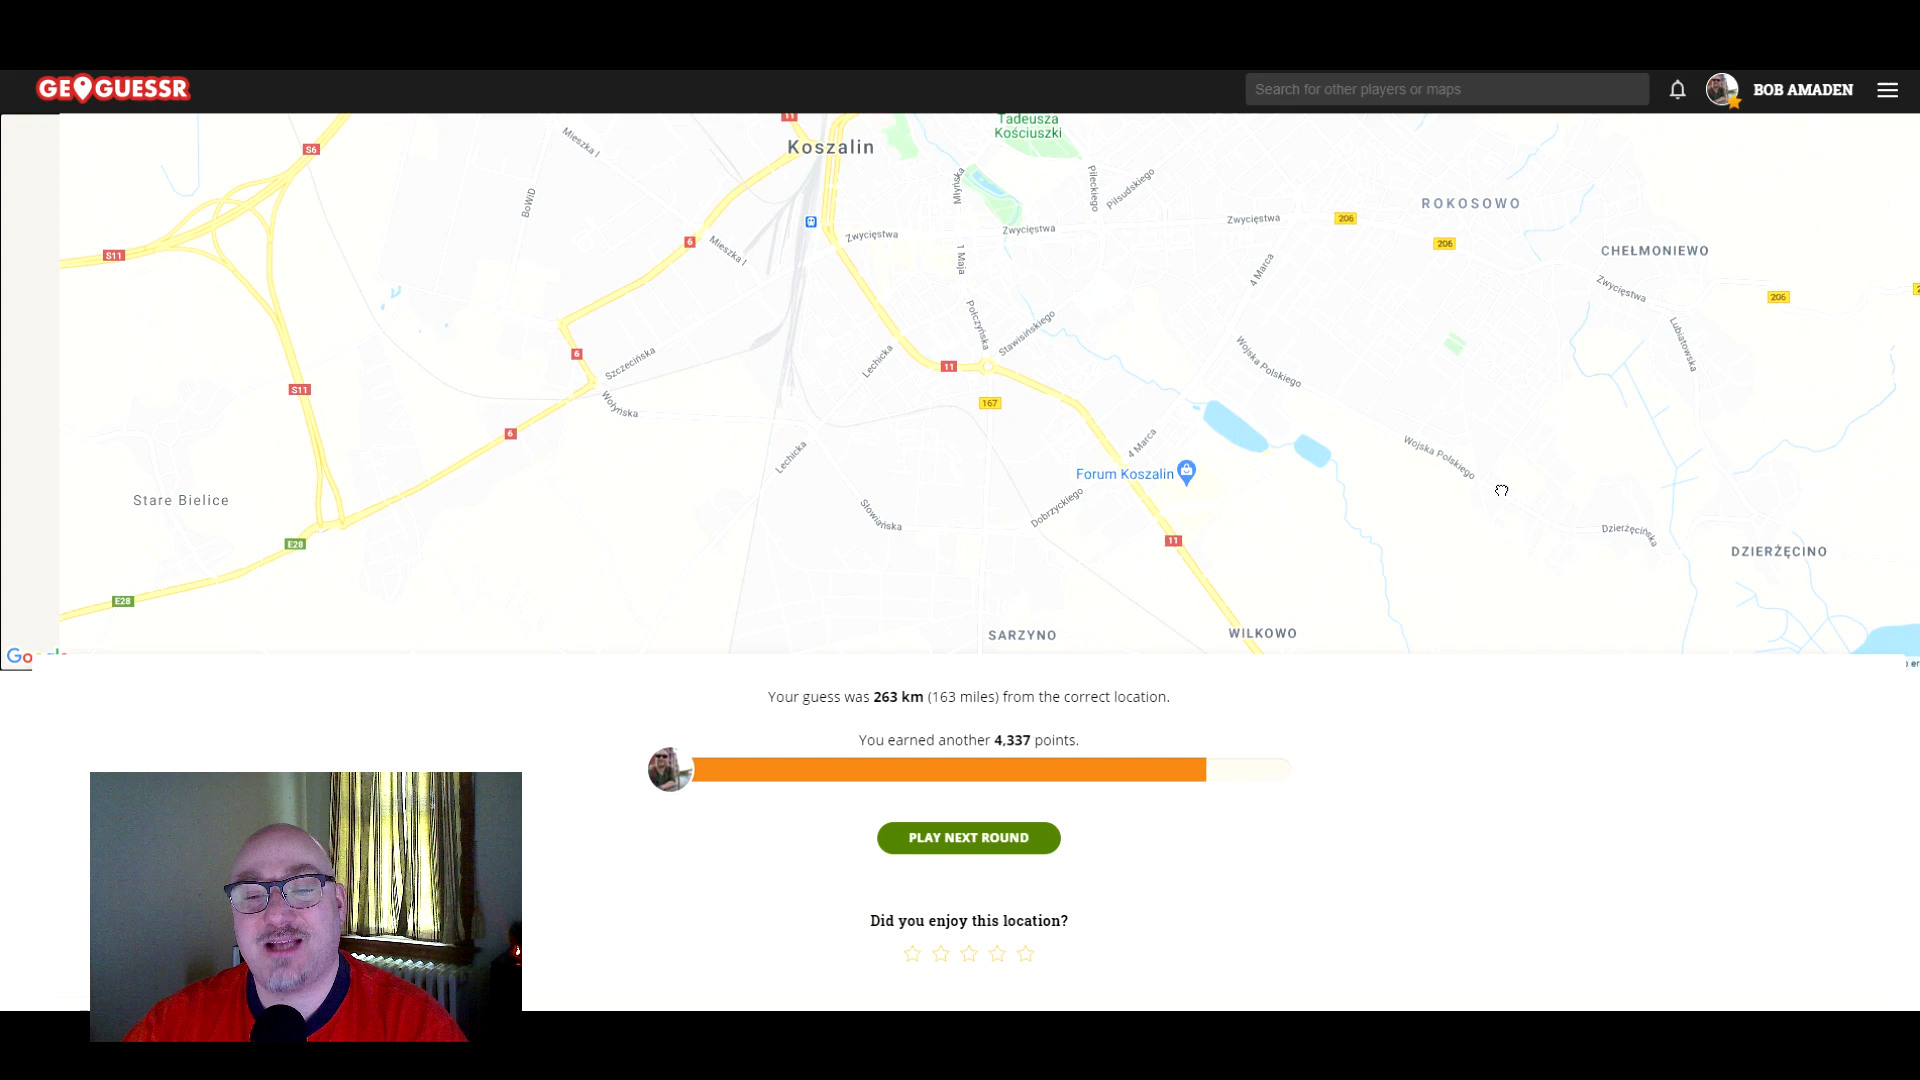 GEOGUESSR
Search for other players or maps
BOB AMADEN
11
Tadeusza
Kościuszki
Mieszka I
Koszalin
S6
Młyńska
Pileckiego
Piłsudskiego
BoWiD
ROKOSOWO
Zwycięstwa
206
Zwycięstwa
Zwycięstwa
6
Mieszka I
206
CHEŁMONIEWO
S11
1 Maja
4 Marca
Zwycięstwa
206
Połczyńska
Stawisińskiego
Lubiatowska
6
Szczecińska
Lechicka
11
Wojska Polskiego
S11
Wołyńska
167
6
Lechicka
4 Marca
Wojska Polskiego
Forum Koszalin
Stare Bielice
Słowiańska
Dobrzyckiego
Dzierżęcińska
E28
11
DZIERŻĘCINO
E28
SARZYNO
WILKOWO
Your guess was 263 km (163 miles) from the correct location.
You earned another 4,337 points.
PLAY NEXT ROUND
Did you enjoy this location?